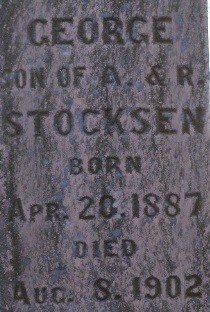 GEORGE
SON OF A. & R.
STOCKSEN
BORN
APR. 20. 1887
DIED
AUG. 8. 1902